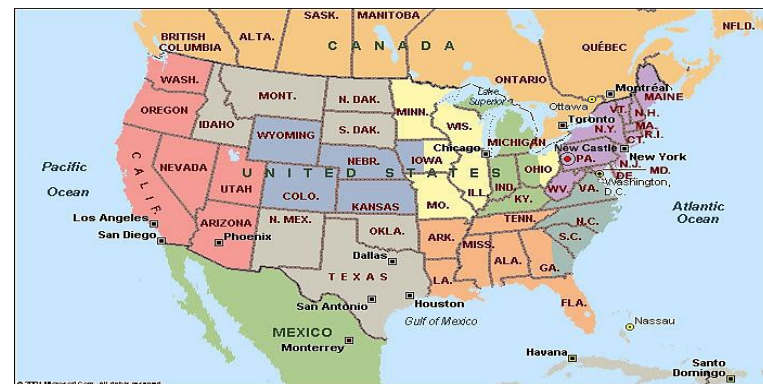 SASK.
MANITOBA
NFLD.
BRITISH
COLUMBIA
ALTA.
CANADA
QUÉBEC
ONTARIO
WASH.
MONT.
N. DAK.
MINN.
Lake
Superior
Ottawa
Montréal
MAINE
OREGON
IDAHO
S. DAK.
WIS.
MICHIGAN
Toronto
VT.
N.H.
N.Y.
MA.
R.I.
CT.
WYOMING
Chicago
New Castle
New York
Pacific
Ocean
NEVADA
NEBR.
IOWA
OHIO
PA.
N.J.
MD.
DE.
UNITED STATES
UTAH
COLO.
KANSAS
MO.
ILL.
IND.
KY.
WV.
VA.
Washington,
D.C.
CALIF.
Los Angeles
San Diego
ARIZONA
Phoenix
N. MEX.
OKLA.
ARK.
TENN.
N.C.
S.C.
Atlantic
Ocean
Dallas
MISS.
ALA.
GA.
TEXAS
LA.
San Antonio
Houston
FLA.
Gulf of Mexico
MEXICO
Monterrey
Nassau
Havana
Santo
Domingo